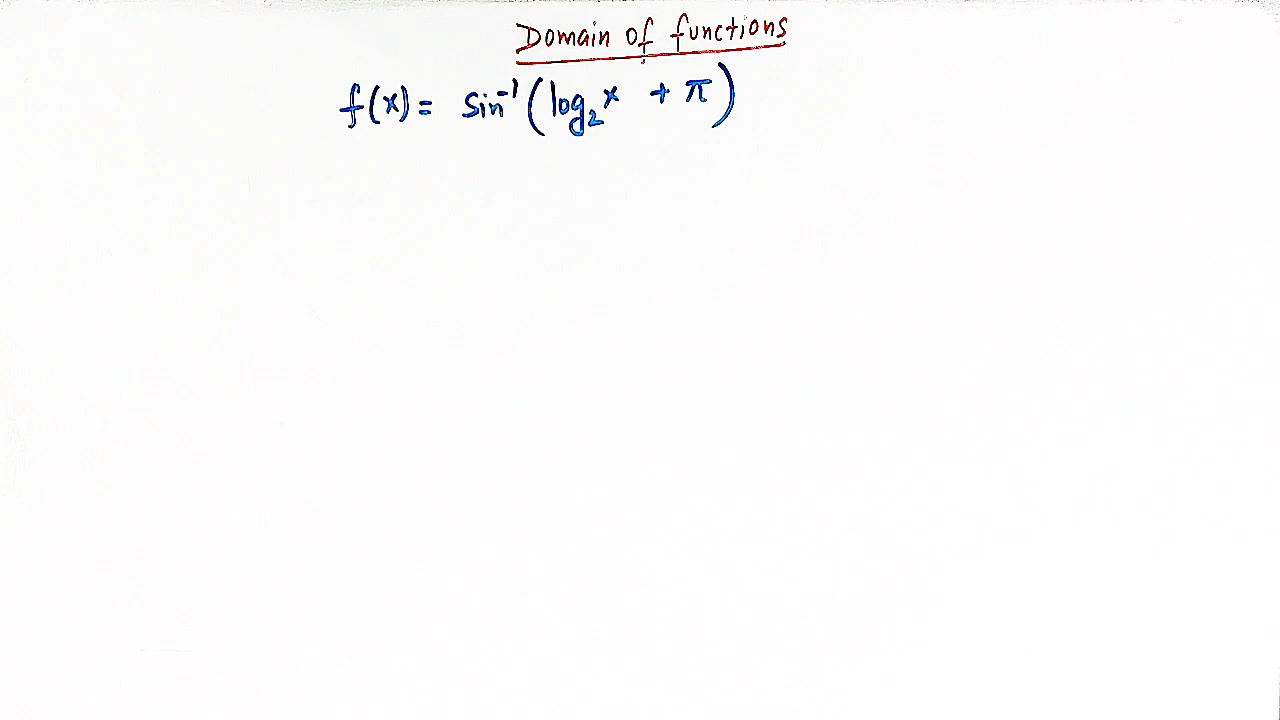 Domain of functions
f(x) = sin⁻¹(log₂x + π)